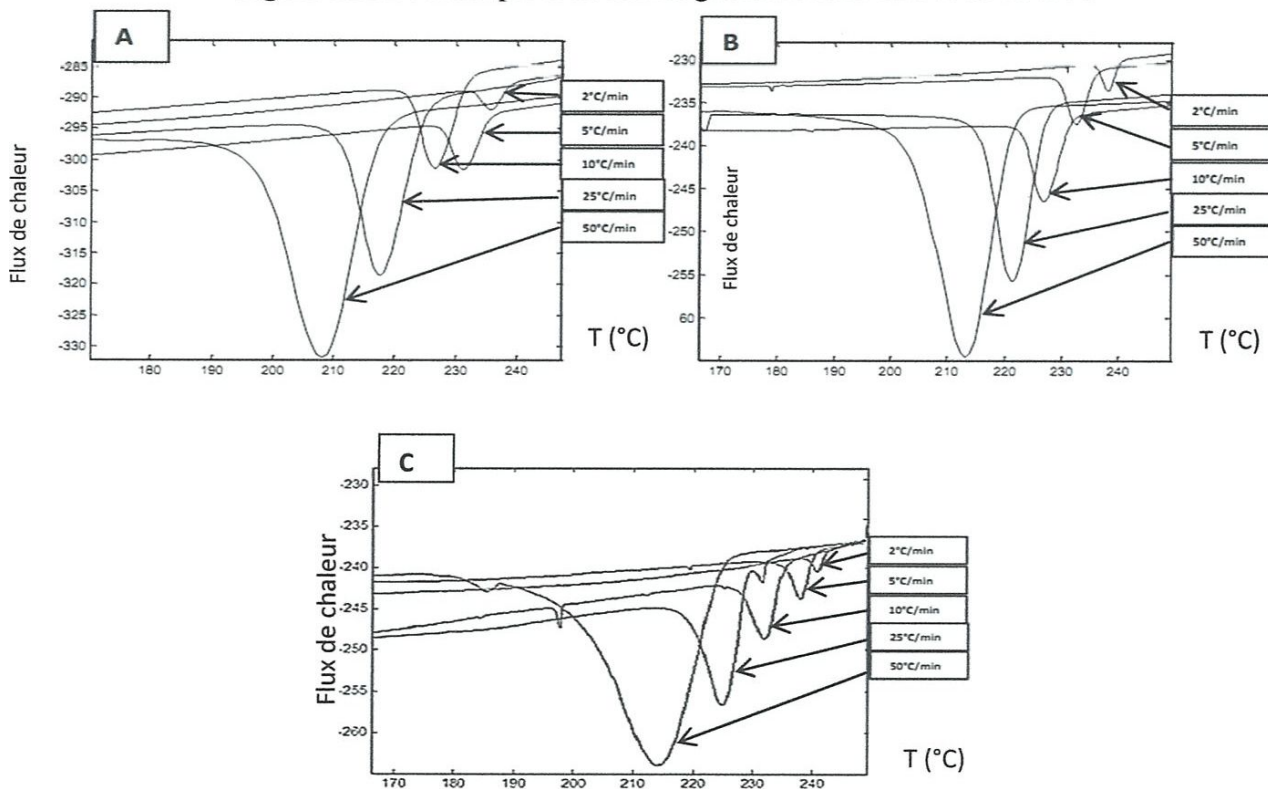 A
Flux de chaleur
-285
-290
-295
-300
-305
-310
-315
-320
-325
-330
180
190
200
210
220
230
240
T (°C)
2°C/min
5°C/min
10°C/min
25°C/min
50°C/min
B
Flux de chaleur
-230
-235
-240
-245
-250
-255
60
170
180
190
200
210
220
230
240
T (°C)
2°C/min
5°C/min
10°C/min
25°C/min
50°C/min
C
Flux de chaleur
-230
-235
-240
-245
-250
-255
-260
170
180
190
200
210
220
230
240
T (°C)
2°C/min
5°C/min
10°C/min
25°C/min
50°C/min